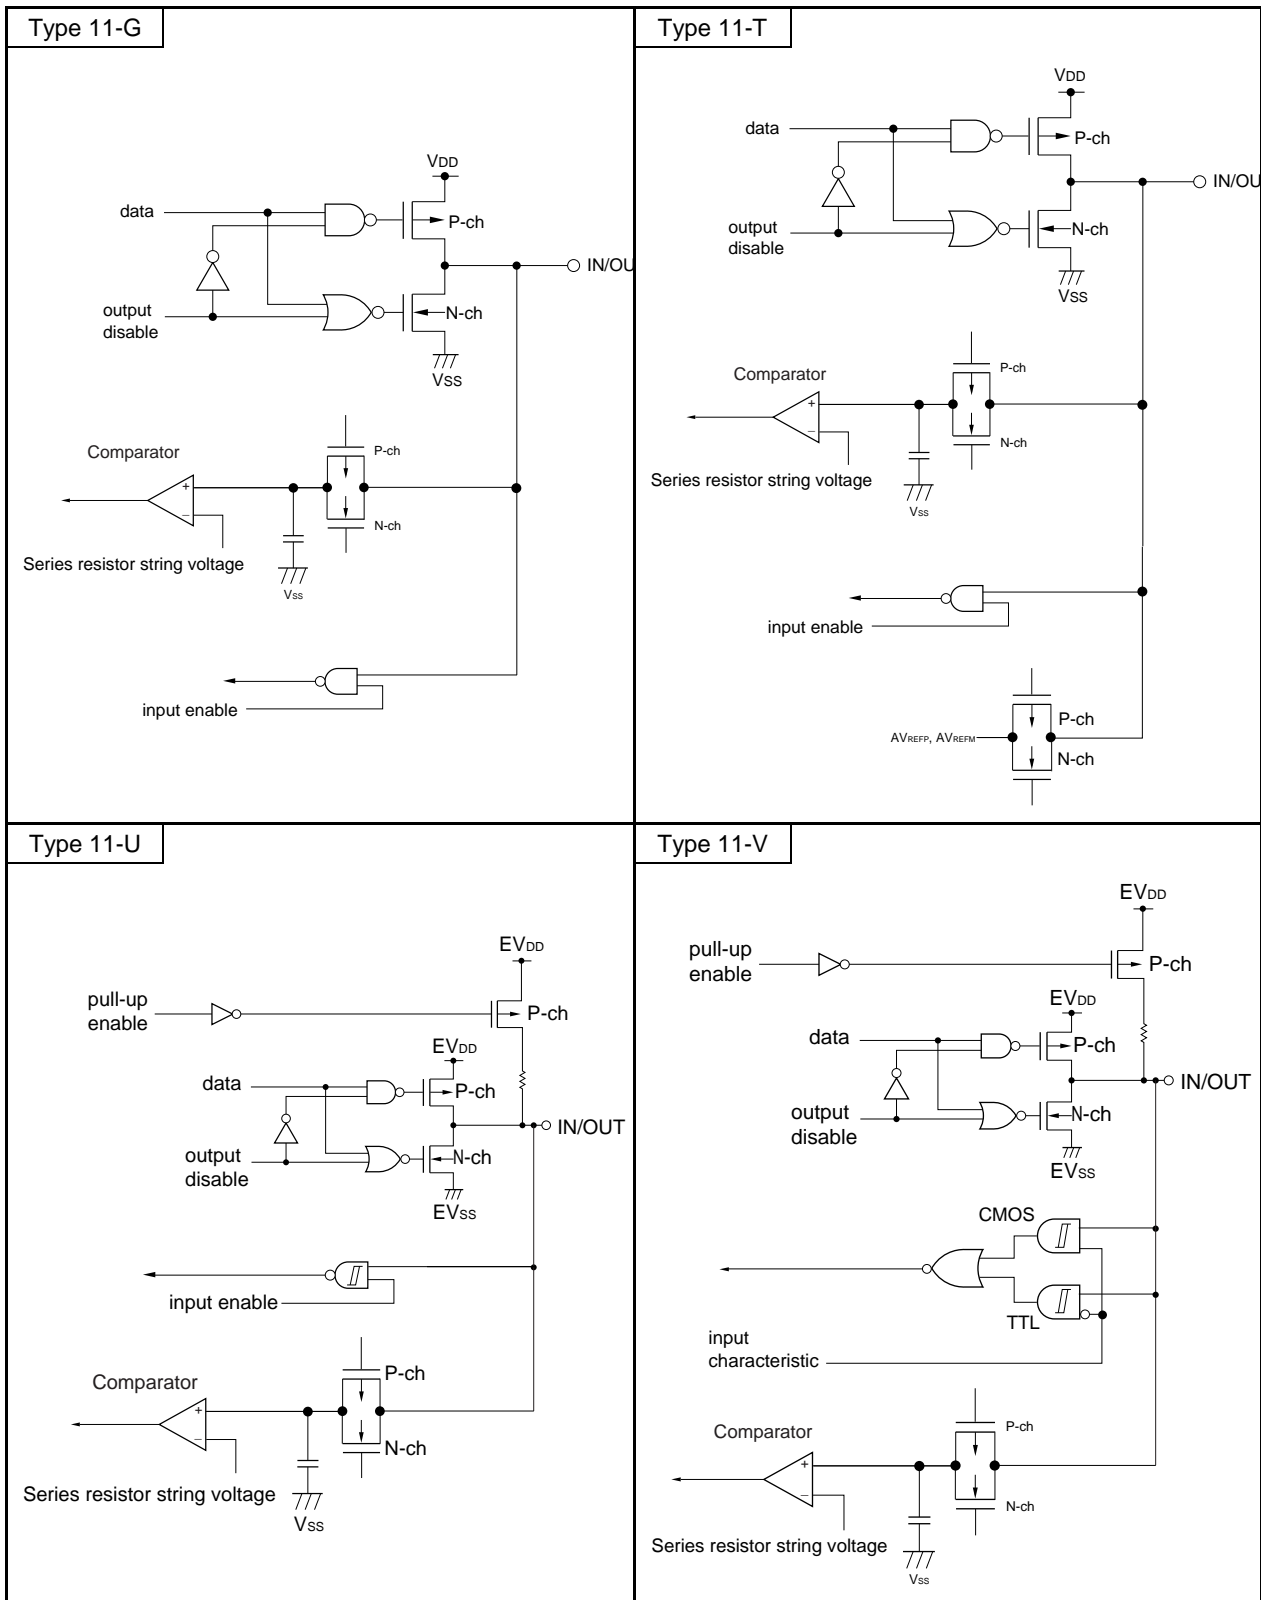 Type 11-G
VDD
data
P-ch
IN/OU
output
disable
N-ch
VSS
Comparator
P-ch
+
–
N-ch
Series resistor string voltage
VSS
input enable
Type 11-T
VDD
data
P-ch
IN/OU
output
disable
N-ch
VSS
Comparator
P-ch
+
–
N-ch
Series resistor string voltage
VSS
input enable
P-ch
AVREFP, AVREFM
N-ch
Type 11-U
EVDD
pull-up
enable
P-ch
EVDD
data
P-ch
IN/OUT
output
disable
N-ch
EVSS
input enable
P-ch
Comparator
+
–
N-ch
Series resistor string voltage
VSS
Type 11-V
EVDD
pull-up
enable
P-ch
EVDD
data
P-ch
IN/OUT
output
disable
N-ch
EVSS
CMOS
TTL
input
characteristic
P-ch
Comparator
+
–
N-ch
Series resistor string voltage
VSS